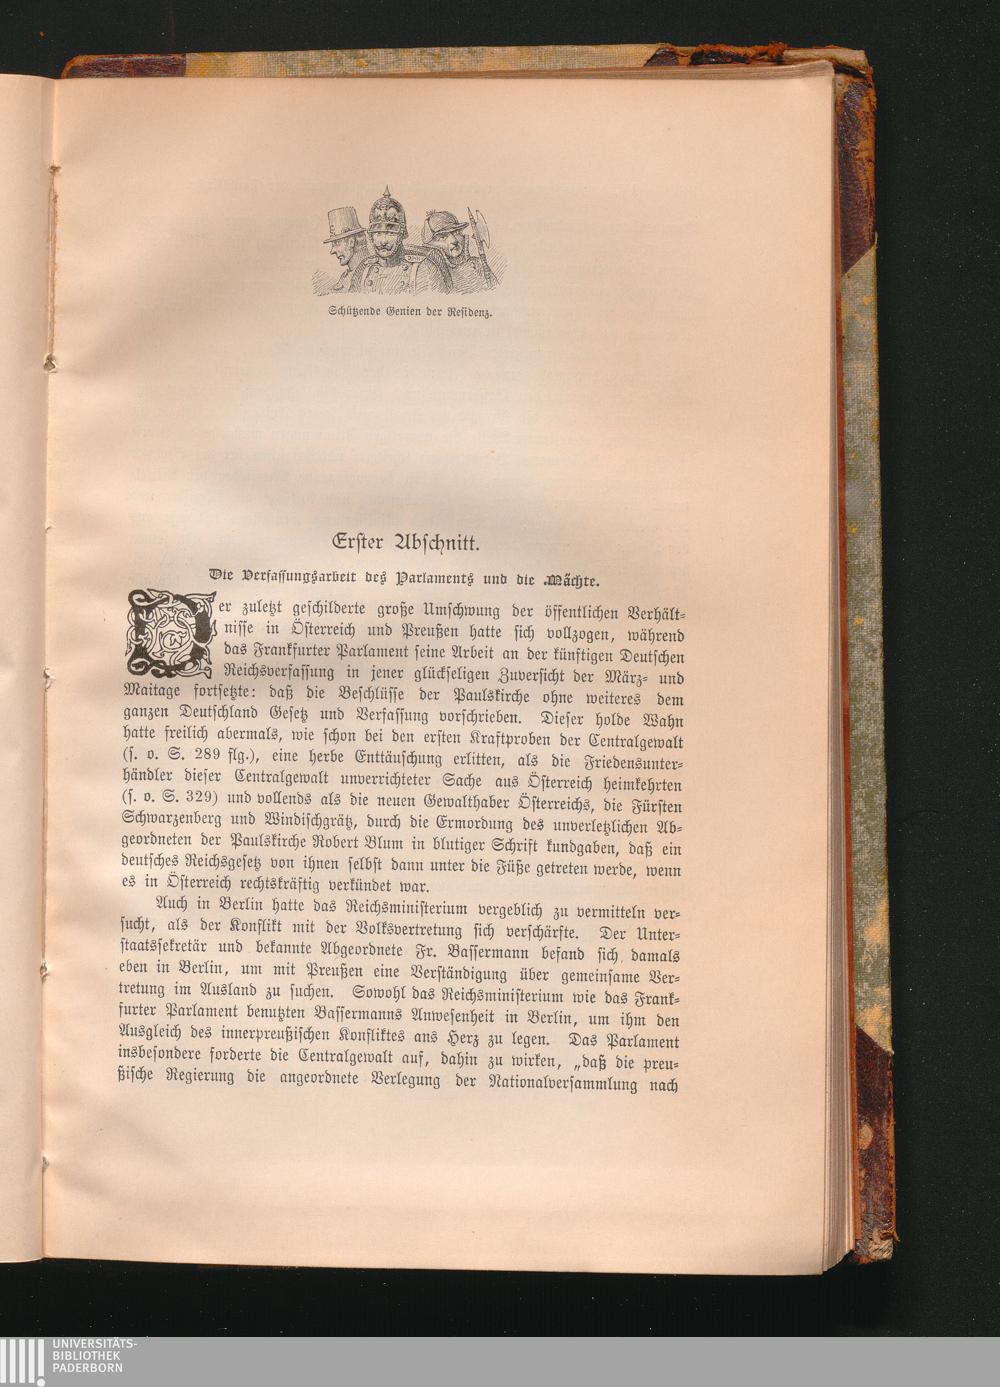 Schützende Genien der Residenz.
Erster Abschnitt.
Die Verfassungsarbeit des Parlaments und die Mächte.
Der zuletzt geschilderte große Umschwung der öffentlichen Verhält-
nisse in Österreich und Preußen hatte sich vollzogen, während
das Frankfurter Parlament seine Arbeit an der künftigen Deutschen
Reichsverfassung in jener glückseligen Zuversicht der März- und
Maitage fortsetzte: daß die Beschlüsse der Paulskirche ohne weiteres dem
ganzen Deutschland Gesetz und Verfassung vorschrieben. Dieser holde Wahn
hatte freilich abermals, wie schon bei den ersten Kraftproben der Centralgewalt
(s. o. S. 289 flg.), eine herbe Enttäuschung erlitten, als die Friedensunter-
händler dieser Centralgewalt unverrichteter Sache aus Österreich heimkehrten
(s. o. S. 329) und vollends als die neuen Gewalthaber Österreichs, die Fürsten
Schwarzenberg und Windischgrätz, durch die Ermordung des unverletzlichen Ab-
geordneten der Paulskirche Robert Blum in blutiger Schrift kundgaben, daß ein
deutsches Reichsgesetz von ihnen selbst dann unter die Füße getreten werde, wenn
es in Österreich rechtskräftig verkündet war.
Auch in Berlin hatte das Reichsministerium vergeblich zu vermitteln ver-
sucht, als der Konflikt mit der Volksvertretung sich verschärfte. Der Unter-
staatssekretär und bekannte Abgeordnete Fr. Bassermann befand sich damals
eben in Berlin, um mit Preußen eine Verständigung über gemeinsame Ver-
tretung im Ausland zu suchen. Sowohl das Reichsministerium wie das Frank-
furter Parlament benutzten Bassermanns Anwesenheit in Berlin, um ihm den
Ausgleich des innerpreußischen Konfliktes ans Herz zu legen. Das Parlament
insbesondere forderte die Centralgewalt auf, dahin zu wirken, „daß die preu-
ßische Regierung die angeordnete Verlegung der Nationalversammlung nach
UNIVERSITÄTS-
BIBLIOTHEK
PADERBORN